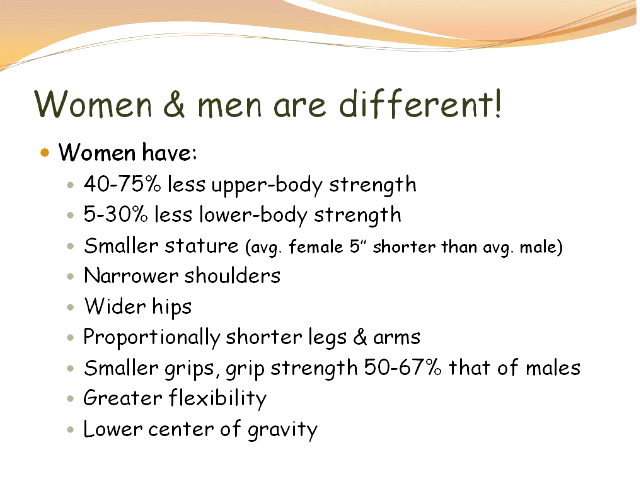 Women & men are different!
Women have:
40-75% less upper-body strength
5-30% less lower-body strength
Smaller stature (avg. female 5” shorter than avg. male)
Narrower shoulders
Wider hips
Proportionally shorter legs & arms
Smaller grips, grip strength 50-67% that of males
Greater flexibility
Lower center of gravity